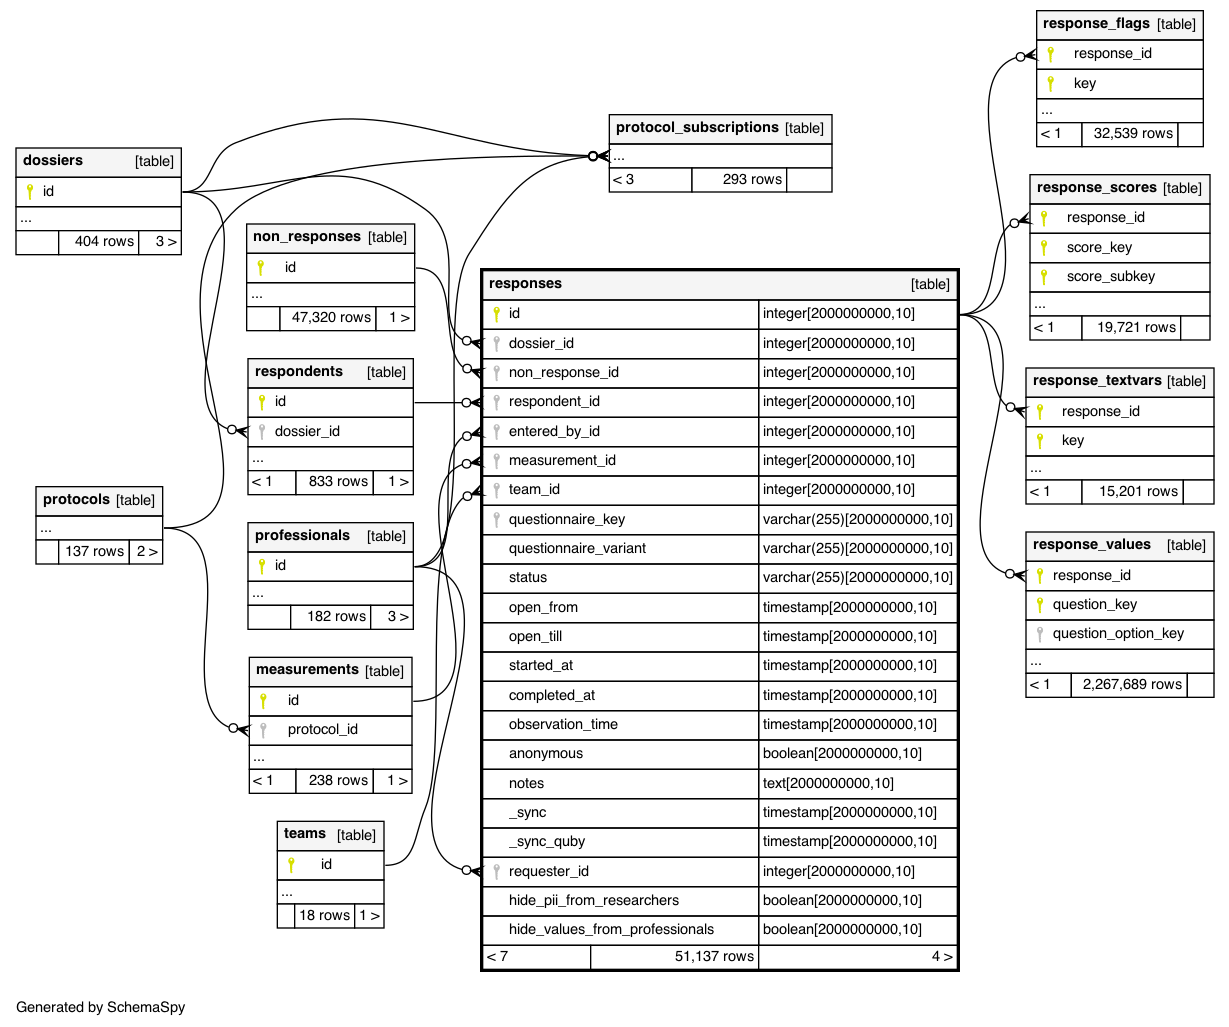 response_flags [table]
response_id
key
...
< 1 32,539 rows
protocol_subscriptions [table]
...
< 3 293 rows
dossiers [table]
id
...
404 rows 3 >
response_scores [table]
response_id
score_key
score_subkey
...
< 1 19,721 rows
non_responses [table]
id
...
47,320 rows 1 >
respondents [table]
id
dossier_id
...
< 1 833 rows 1 >
protocols [table]
...
137 rows 2 >
professionals [table]
id
...
182 rows 3 >
measurements [table]
id
protocol_id
...
< 1 238 rows 1 >
teams [table]
id
...
18 rows 1 >
responses [table]
id integer[2000000000,10]
dossier_id integer[2000000000,10]
non_response_id integer[2000000000,10]
respondent_id integer[2000000000,10]
entered_by_id integer[2000000000,10]
measurement_id integer[2000000000,10]
team_id integer[2000000000,10]
questionnaire_key varchar(255)[2000000000,10]
questionnaire_variant varchar(255)[2000000000,10]
status varchar(255)[2000000000,10]
open_from timestamp[2000000000,10]
open_till timestamp[2000000000,10]
started_at timestamp[2000000000,10]
completed_at timestamp[2000000000,10]
observation_time timestamp[2000000000,10]
anonymous boolean[2000000000,10]
notes text[2000000000,10]
_sync timestamp[2000000000,10]
_sync_quby timestamp[2000000000,10]
requester_id integer[2000000000,10]
hide_pii_from_researchers boolean[2000000000,10]
hide_values_from_professionals boolean[2000000000,10]
< 7 51,137 rows 4 >
response_textvars [table]
response_id
key
...
< 1 15,201 rows
response_values [table]
response_id
question_key
question_option_key
...
< 1 2,267,689 rows
Generated by SchemaSpy